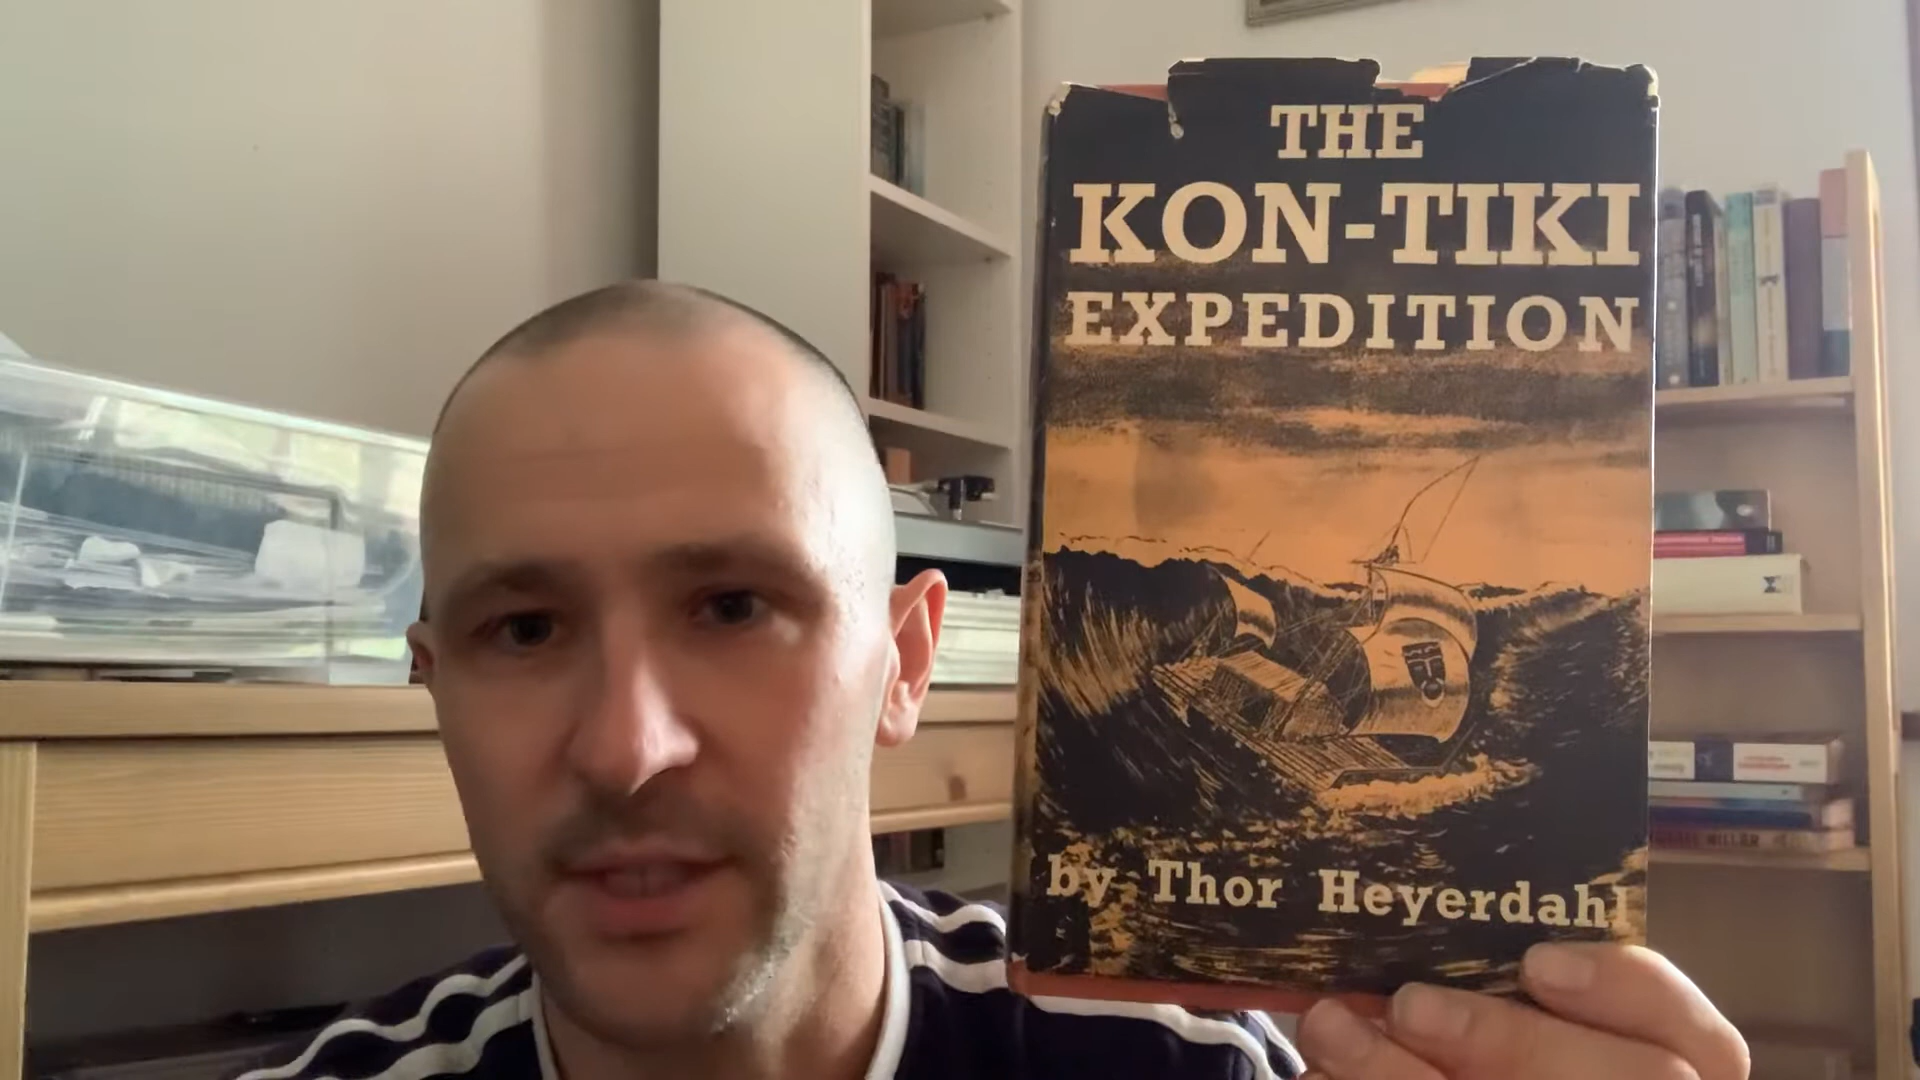 THE
KON-TIKI
EXPEDITION
by Thor Heyerdahl